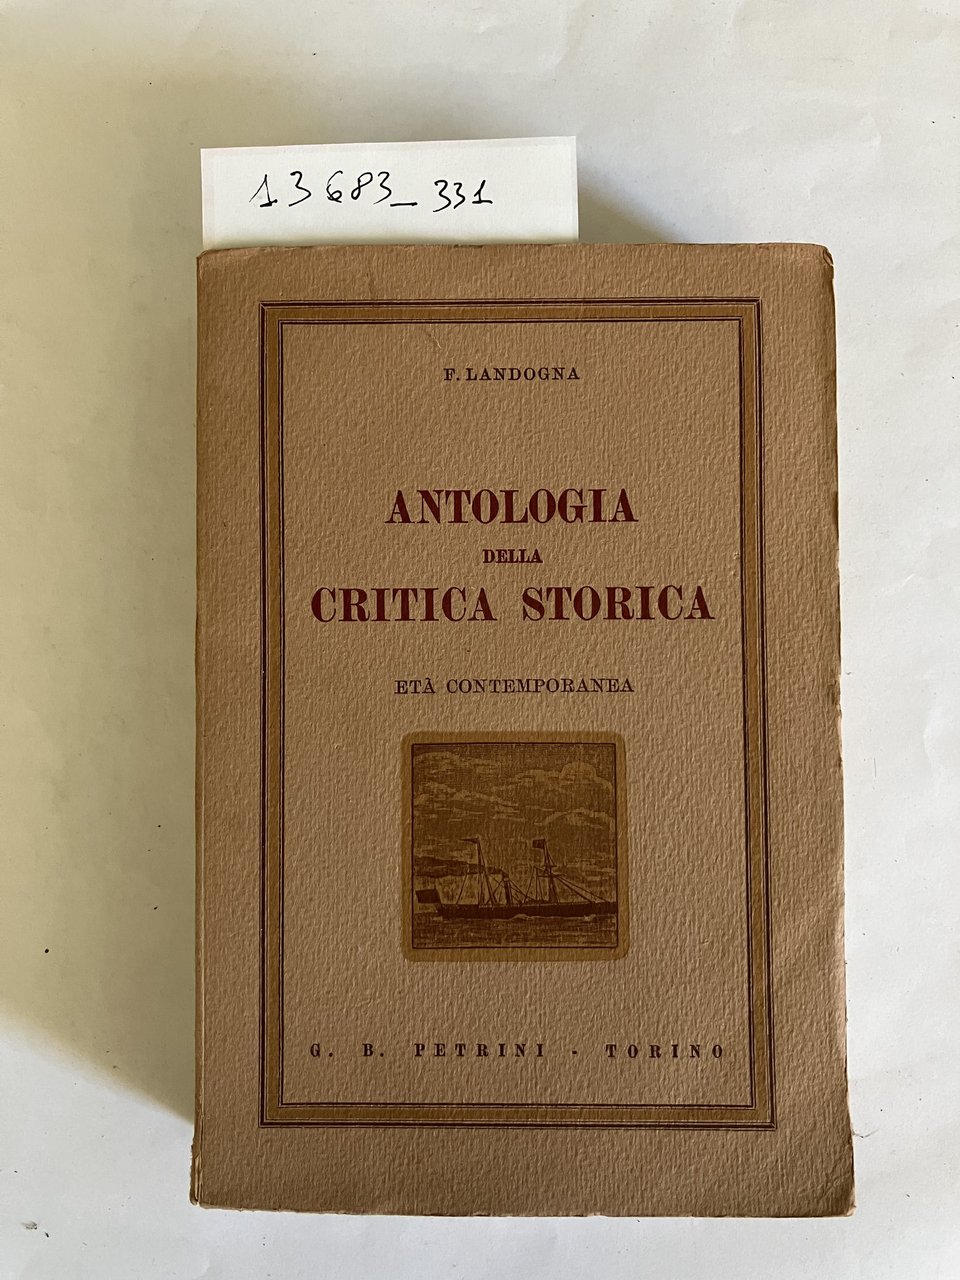 13683_331
F. LANDOGNA
ANTOLOGIA
DELLA
CRITICA STORICA
ETÀ CONTEMPORANEA
G. B. PETRINI - TORINO